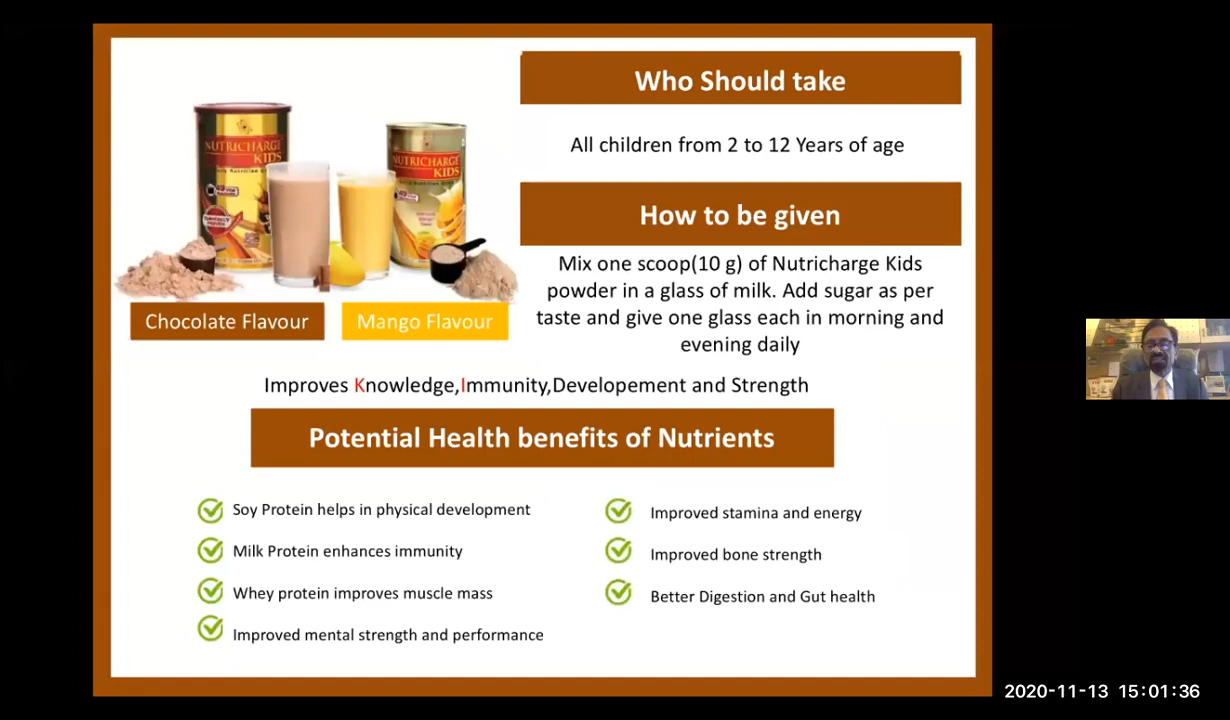 Who Should take
All children from 2 to 12 Years of age
How to be given
Mix one scoop(10 g) of Nutricharge Kids
powder in a glass of milk. Add sugar as per
taste and give one glass each in morning and
evening daily
NUTRICHARGE
KIDS
NUTRICHARGE
KIDS
Chocolate Flavour
Mango Flavour
Improves Knowledge,Immunity,Developement and Strength
Potential Health benefits of Nutrients
Soy Protein helps in physical development
Milk Protein enhances immunity
Whey protein improves muscle mass
Improved mental strength and performance
Improved stamina and energy
Improved bone strength
Better Digestion and Gut health
2020-11-13 15:01:36